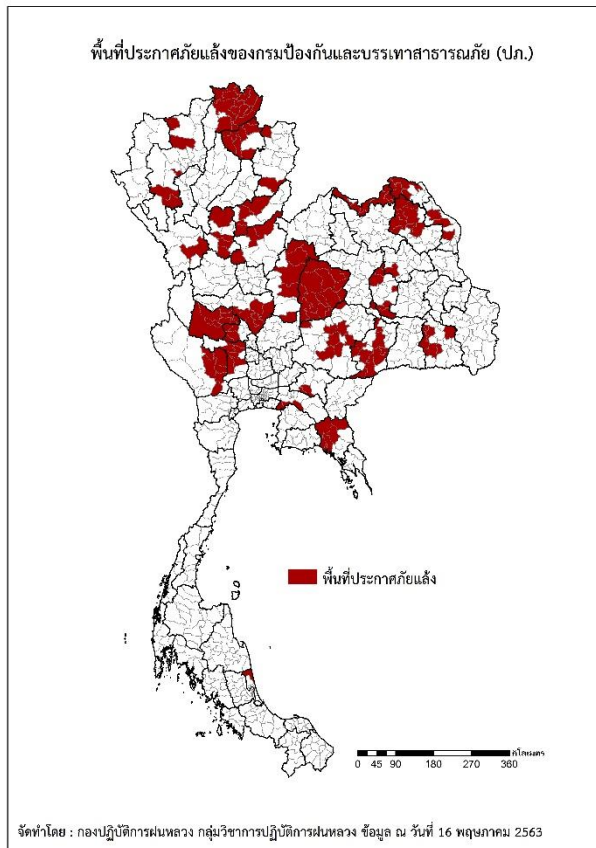 พื้นที่ประกาศภัยแล้งของกรมป้องกันและบรรเทาสาธารณภัย (ปภ.)
พื้นที่ประกาศภัยแล้ง
กิโลเมตร
0 45 90 180 270 360
จัดทำโดย : กองปฏิบัติการฝนหลวง กลุ่มวิชาการปฏิบัติการฝนหลวง ข้อมูล ณ วันที่ 16 พฤษภาคม 2563